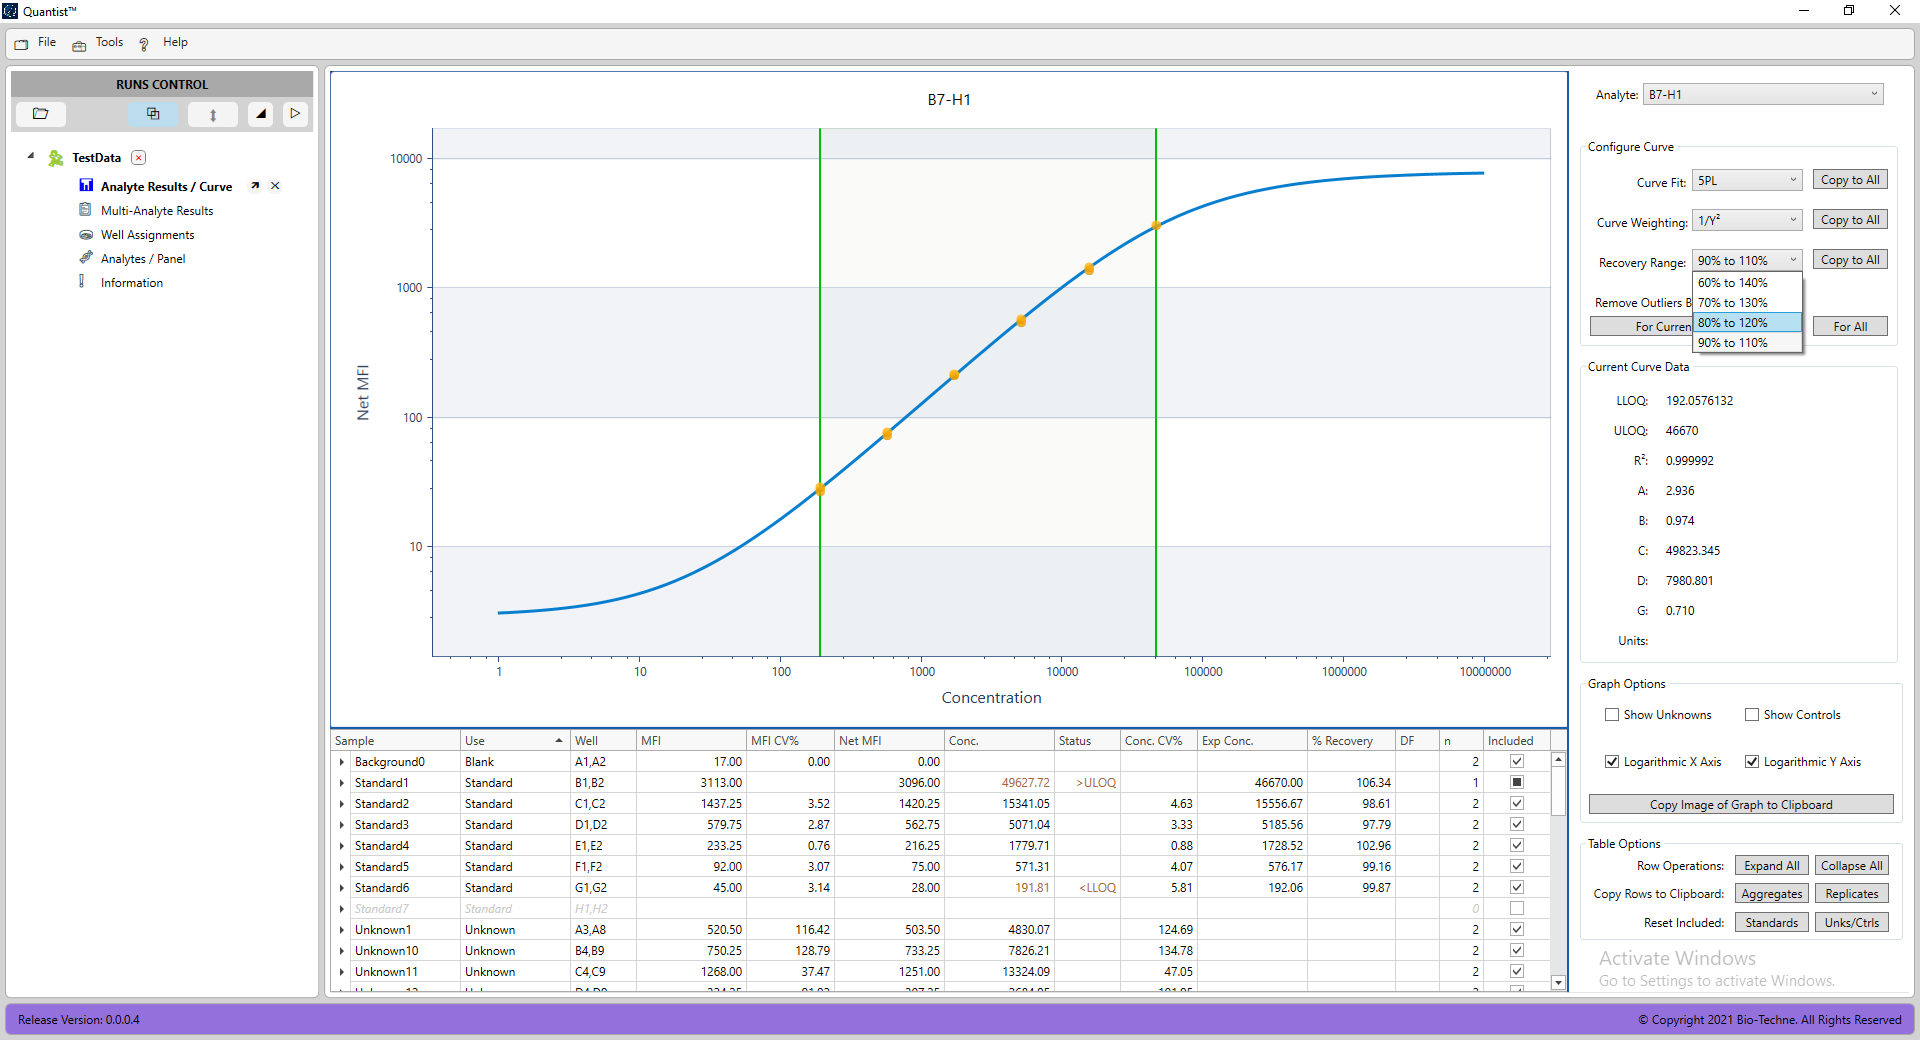 Quantist™
File Tools Help
RUNS CONTROL
TestData
Analyte Results / Curve
Multi-Analyte Results
Well Assignments
Analytes / Panel
Information
B7-H1
10000
1000
100
10
Net MFI
1 10 100 1000 10000 100000 1000000 10000000
Concentration
Sample Use Well MFI MFI CV% Net MFI Conc. Status Conc. CV% Exp Conc. % Recovery DF n Included
Background0 Blank A1,A2 17.00 0.00 0.00 2
Standard1 Standard B1,B2 3113.00 3096.00 49627.72 >ULOQ 46670.00 106.34 1
Standard2 Standard C1,C2 1437.25 3.52 1420.25 15341.05 4.63 15556.67 98.61 2
Standard3 Standard D1,D2 579.75 2.87 562.75 5071.04 3.33 5185.56 97.79 2
Standard4 Standard E1,E2 233.25 0.76 216.25 1779.71 0.88 1728.52 102.96 2
Standard5 Standard F1,F2 92.00 3.07 75.00 571.31 4.07 576.17 99.16 2
Standard6 Standard G1,G2 45.00 3.14 28.00 191.81 <LLOQ 5.81 192.06 99.87 2
Standard7 Standard H1,H2 0
Unknown1 Unknown A3,A8 520.50 116.42 503.50 4830.07 124.69 2
Unknown10 Unknown B4,B9 750.25 128.79 733.25 7826.21 134.78 2
Unknown11 Unknown C4,C9 1268.00 37.47 1251.00 13324.09 47.05 2
Analyte: B7-H1
Configure Curve
Curve Fit: 5PL Copy to All
Curve Weighting: 1/Y² Copy to All
Recovery Range: 90% to 110% Copy to All
60% to 140%
Remove Outliers B 70% to 130%
For Curren 80% to 120% For All
90% to 110%
Current Curve Data
LLOQ: 192.0576132
ULOQ: 46670
R²: 0.999992
A: 2.936
B: 0.974
C: 49823.345
D: 7980.801
G: 0.710
Units:
Graph Options
Show Unknowns Show Controls
Logarithmic X Axis Logarithmic Y Axis
Copy Image of Graph to Clipboard
Table Options
Row Operations: Expand All Collapse All
Copy Rows to Clipboard: Aggregates Replicates
Reset Included: Standards Unks/Ctrls
Activate Windows
Go to Settings to activate Windows.
Release Version: 0.0.0.4
© Copyright 2021 Bio-Techne. All Rights Reserved